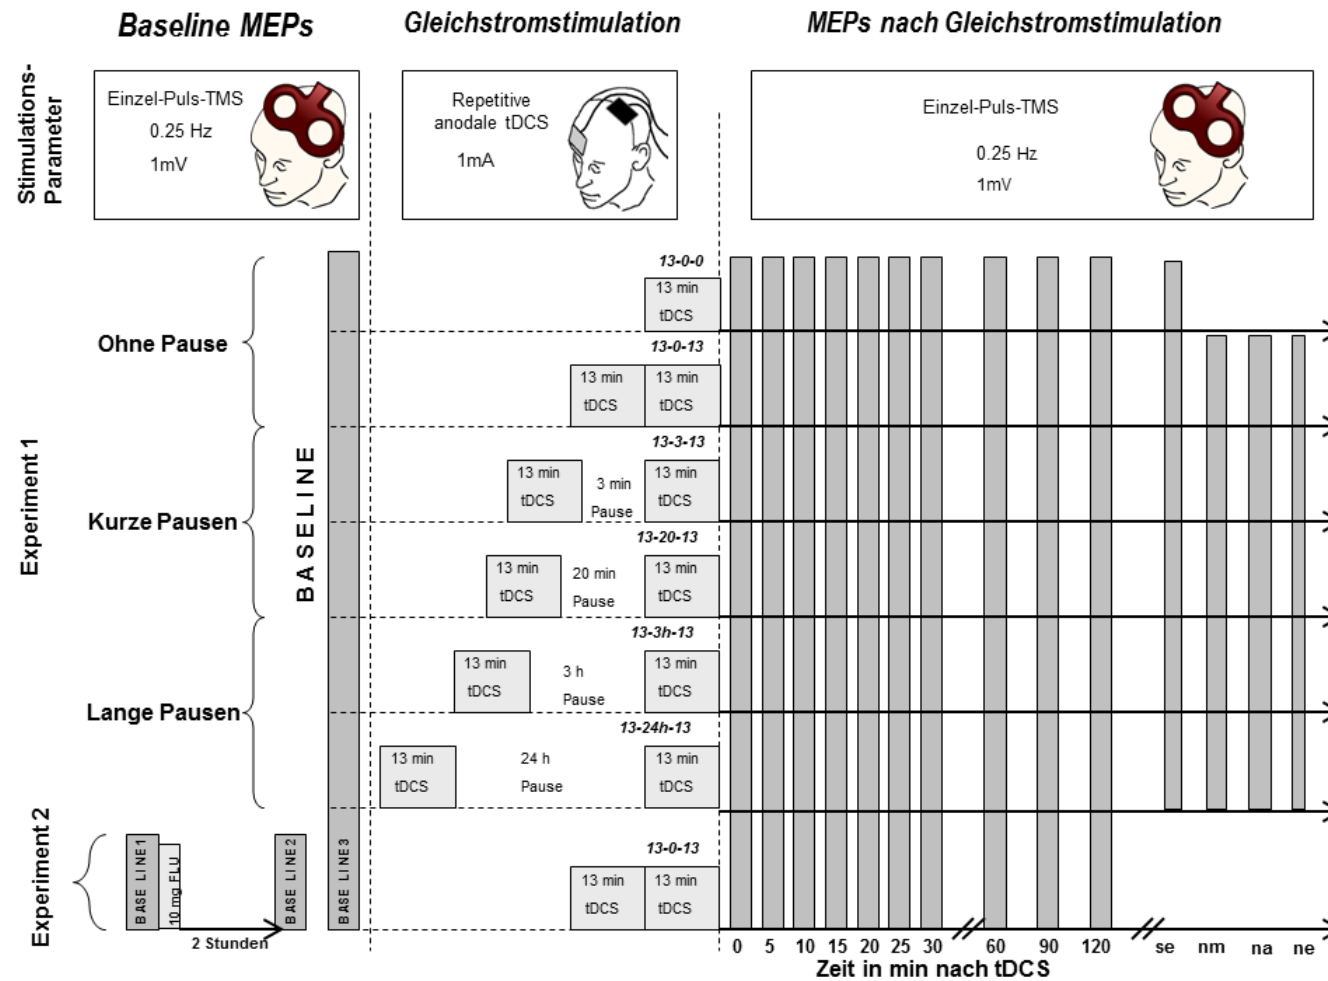 Baseline MEPs
Gleichstromstimulation
MEPs nach Gleichstromstimulation
Stimulations-
Parameter
Einzel-Puls-TMS
0.25 Hz
1mV
Repetitive
anodale tDCS
1mA
Einzel-Puls-TMS
0.25 Hz
1mV
Experiment 1
Ohne Pause
Kurze Pausen
Lange Pausen
BASELINE
13-0-0
13 min
tDCS
13-0-13
13 min
tDCS
13 min
tDCS
13-3-13
13 min
tDCS
3 min
Pause
13 min
tDCS
13-20-13
13 min
tDCS
20 min
Pause
13 min
tDCS
13-3h-13
13 min
tDCS
3 h
Pause
13 min
tDCS
13-24h-13
13 min
tDCS
24 h
Pause
13 min
tDCS
Experiment 2
BASE LINE1
10 mg FLU
2 Stunden
BASE LINE2
BASE LINE3
13-0-13
13 min
tDCS
13 min
tDCS
0 5 10 15 20 25 30 60 90 120 se nm na ne
Zeit in min nach tDCS